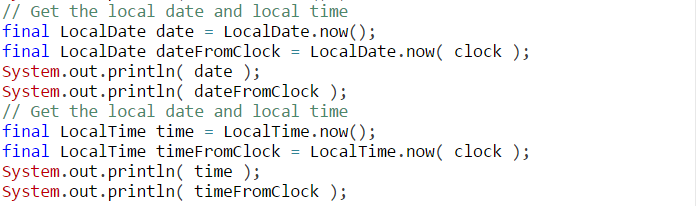 // Get the local date and local time
final LocalDate date = LocalDate.now();
final LocalDate dateFromClock = LocalDate.now( clock );
System.out.println( date );
System.out.println( dateFromClock );
// Get the local date and local time
final LocalTime time = LocalTime.now();
final LocalTime timeFromClock = LocalTime.now( clock );
System.out.println( time );
System.out.println( timeFromClock );